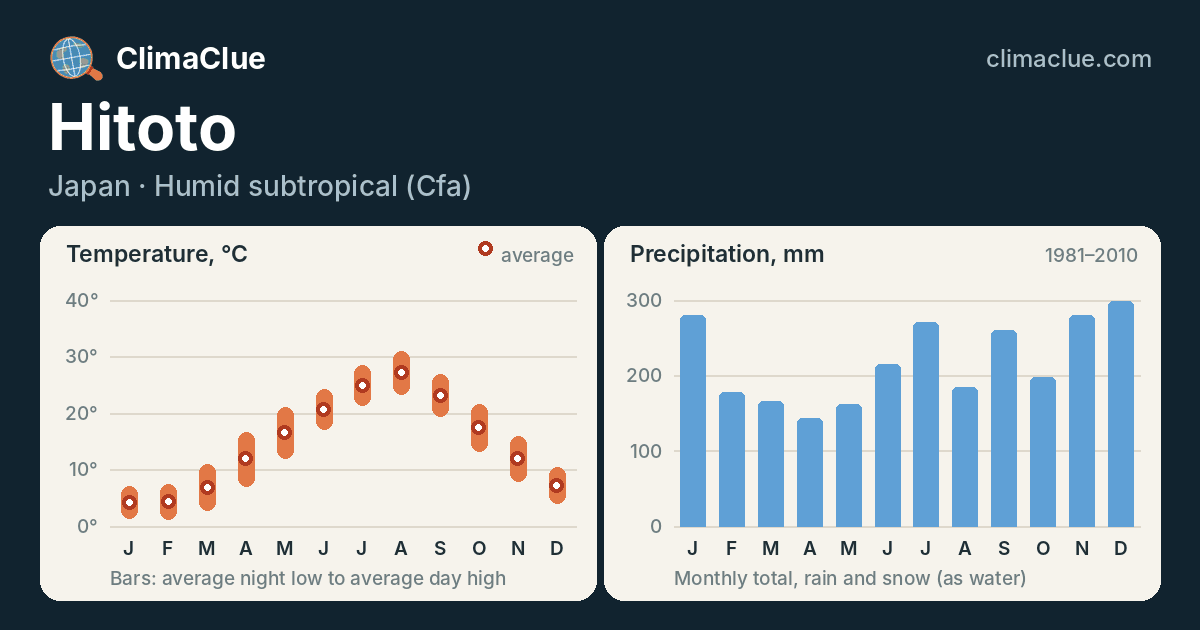 ClimaClue
climaclue.com
Hitoto
Japan · Humid subtropical (Cfa)
Temperature, °C
average
40°
30°
20°
10°
0°
J F M A M J J A S O N D
Bars: average night low to average day high
Precipitation, mm
1981–2010
300
200
100
0
J F M A M J J A S O N D
Monthly total, rain and snow (as water)